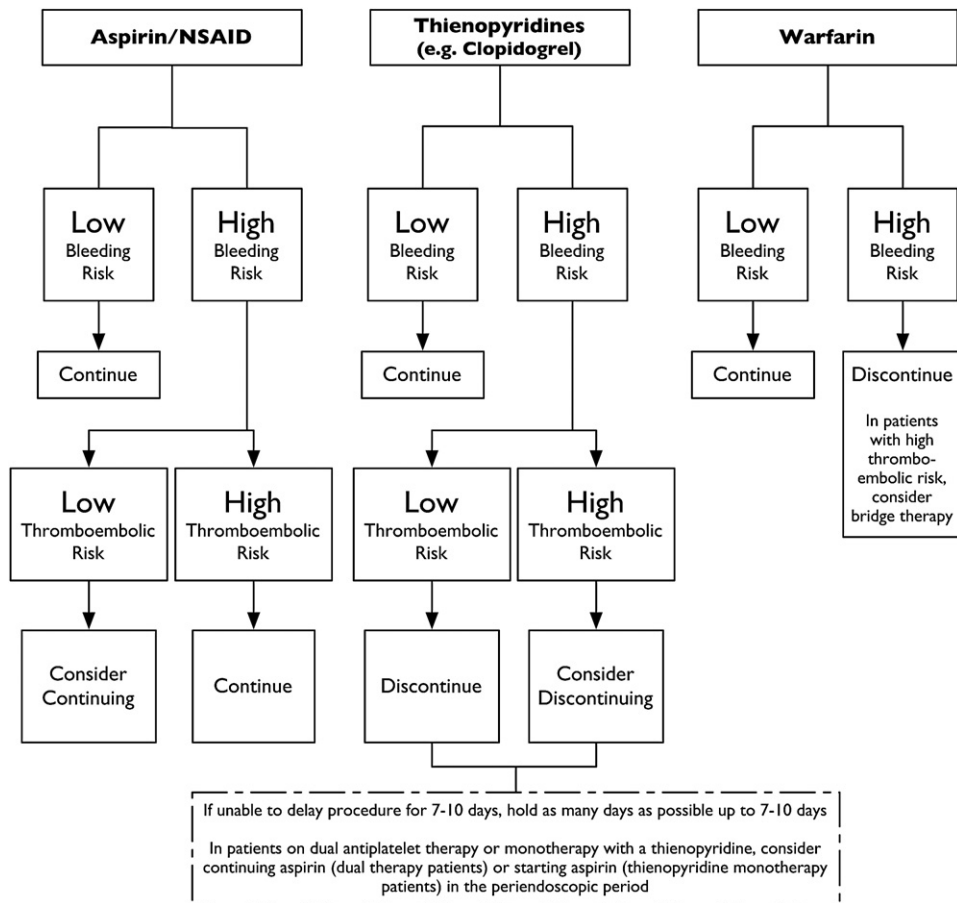 Aspirin/NSAID
Thienopyridines
(e.g. Clopidogrel)
Warfarin
Low
Bleeding
Risk
High
Bleeding
Risk
Low
Bleeding
Risk
High
Bleeding
Risk
Low
Bleeding
Risk
High
Bleeding
Risk
Continue
Continue
Continue
Discontinue
In patients
with high
thrombo-
embolic risk,
consider
bridge therapy
Low
Thromboembolic
Risk
High
Thromboembolic
Risk
Low
Thromboembolic
Risk
High
Thromboembolic
Risk
Consider
Continuing
Continue
Discontinue
Consider
Discontinuing
If unable to delay procedure for 7-10 days, hold as many days as possible up to 7-10 days
In patients on dual antiplatelet therapy or monotherapy with a thienopyridine, consider
continuing aspirin (dual therapy patients) or starting aspirin (thienopyridine monotherapy
patients) in the periendoscopic period